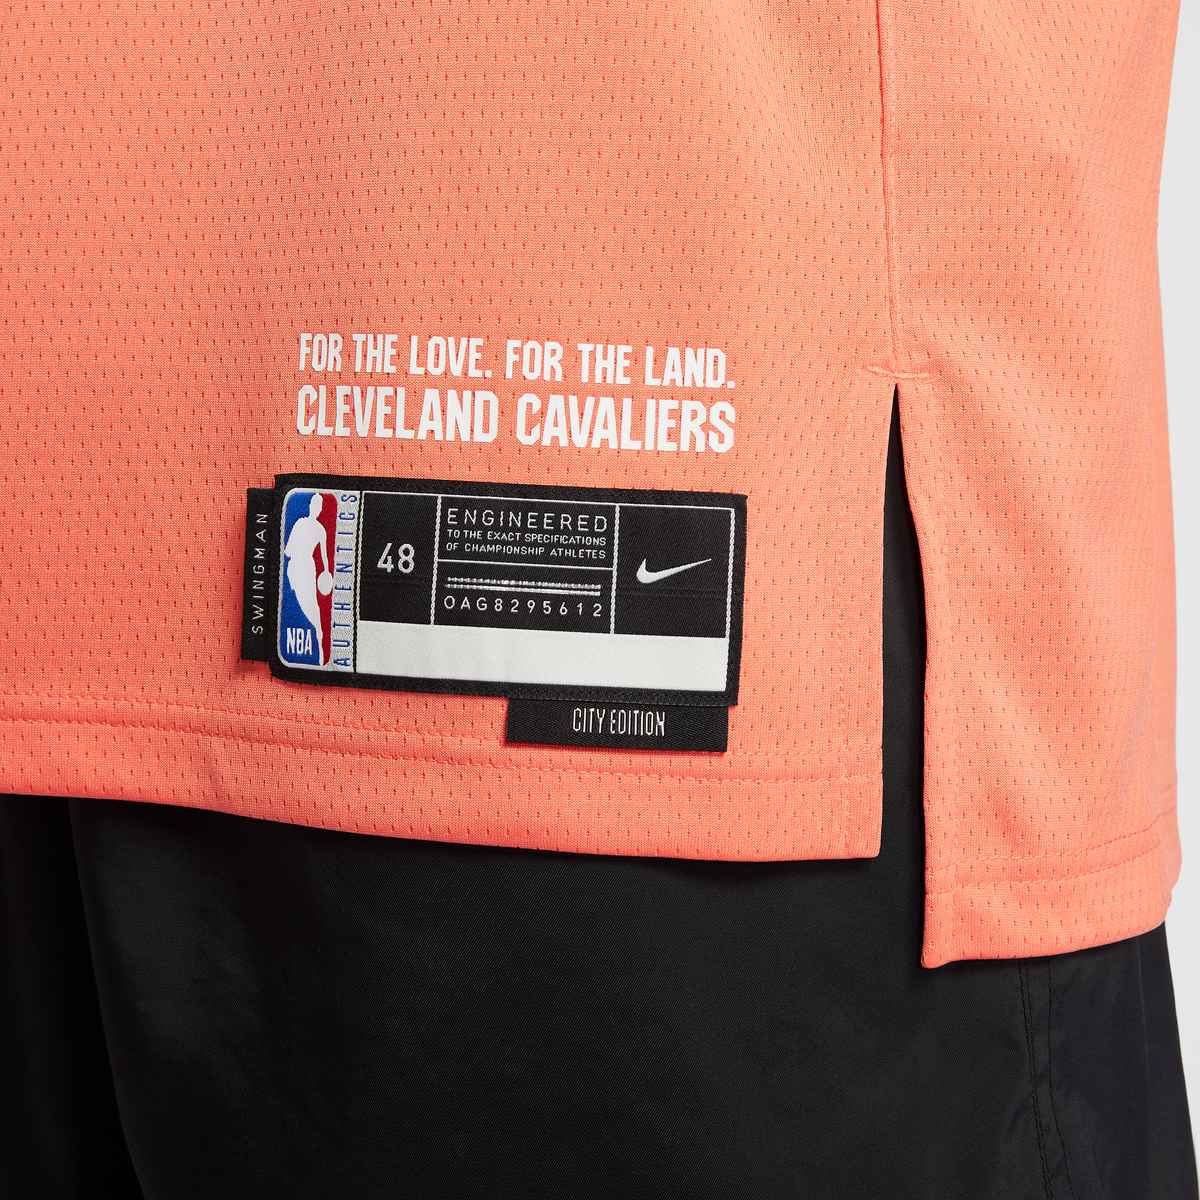 FOR THE LOVE. FOR THE LAND.
CLEVELAND CAVALIERS
SWINGMAN
NBA
AUTHENTICS
48
ENGINEERED
TO THE EXACT SPECIFICATIONS
OF CHAMPIONSHIP ATHLETES
OAG8295612
CITY EDITION